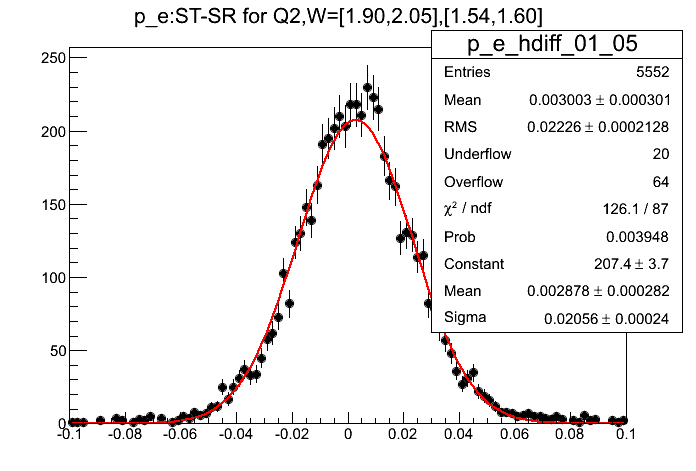 p_e:ST-SR for Q2,W=[1.90,2.05],[1.54,1.60]
p_e_hdiff_01_05
Entries 5552
Mean 0.003003 ± 0.000301
RMS 0.02226 ± 0.0002128
Underflow 20
Overflow 64
χ² / ndf 126.1 / 87
Prob 0.003948
Constant 207.4 ± 3.7
Mean 0.002878 ± 0.000282
Sigma 0.02056 ± 0.00024
250
200
150
100
50
0
-0.1 -0.08 -0.06 -0.04 -0.02 0 0.02 0.04 0.06 0.08 0.1